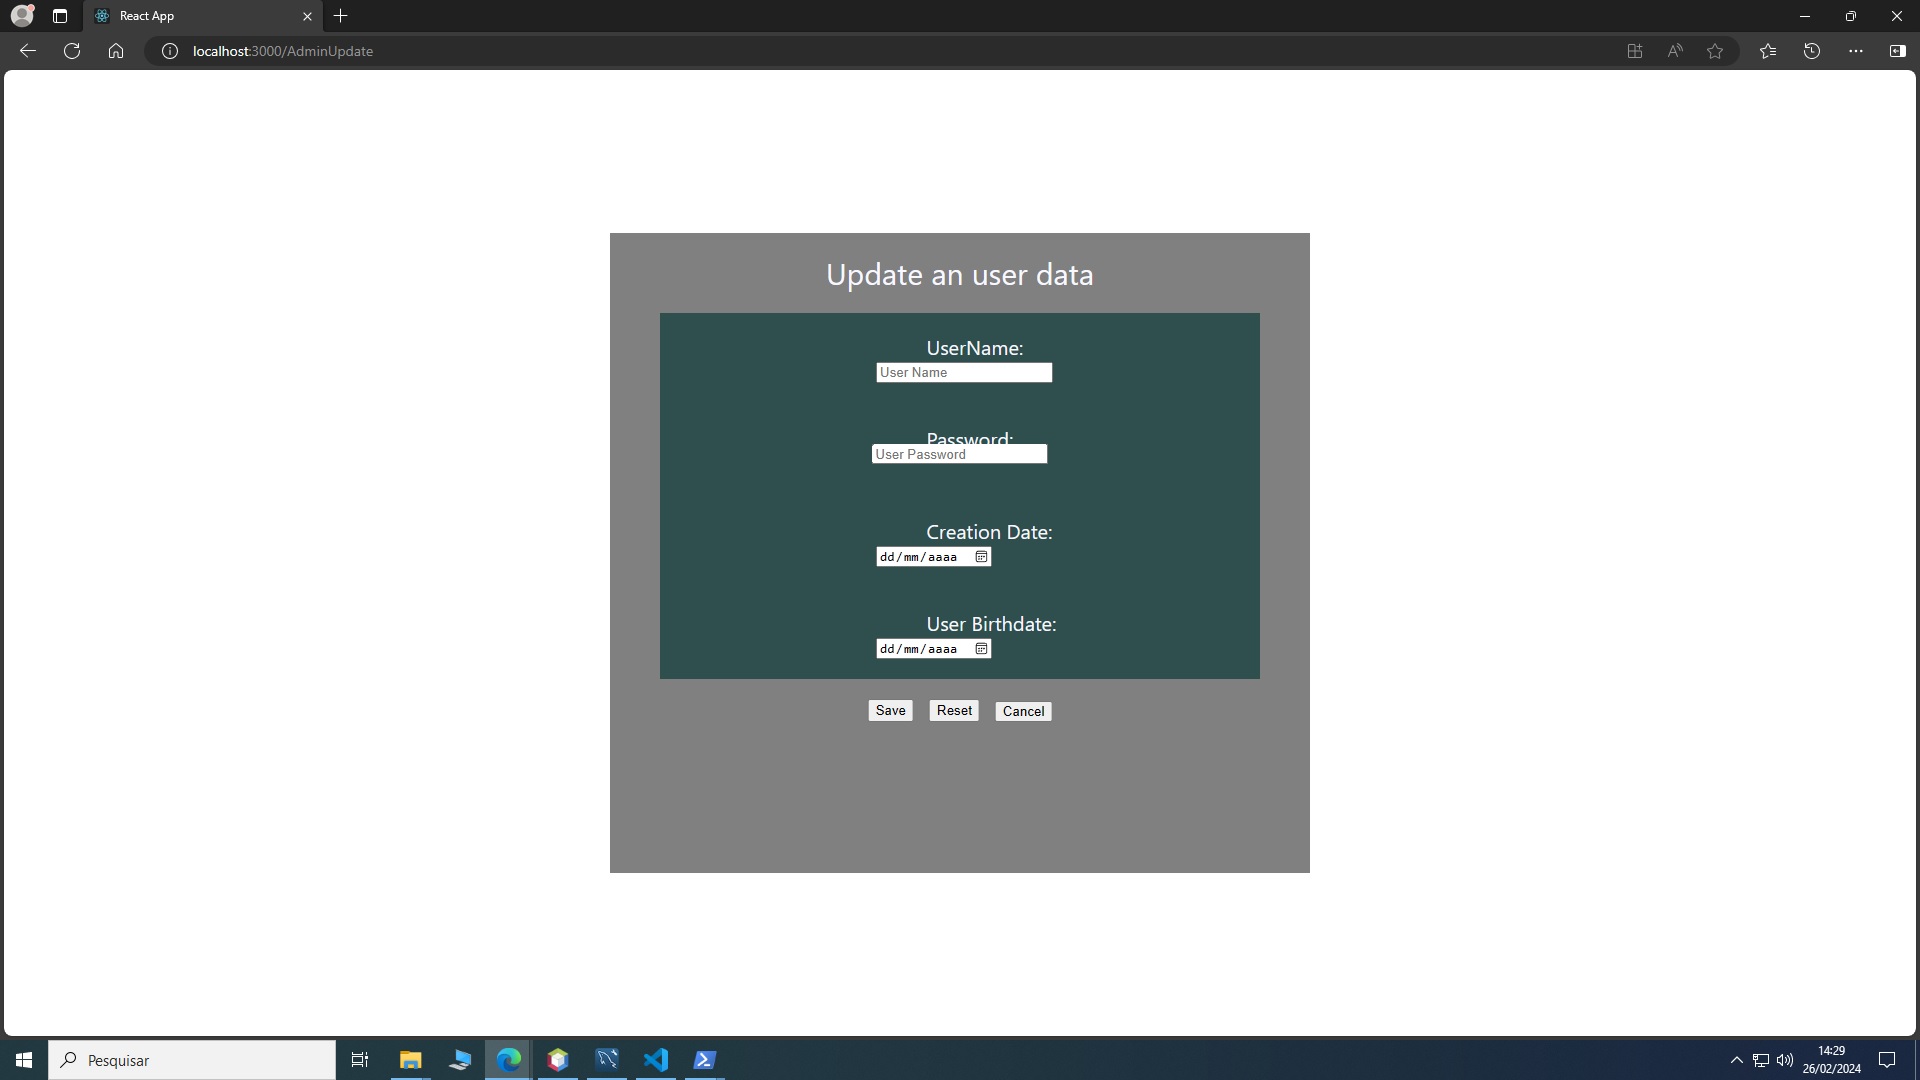 React App
localhost:3000/AdminUpdate
Update an user data
UserName:
User Name
Password:
User Password
Creation Date:
dd/mm/aaaa
User Birthdate:
dd/mm/aaaa
Save Reset Cancel
Pesquisar
14:29
26/02/2024